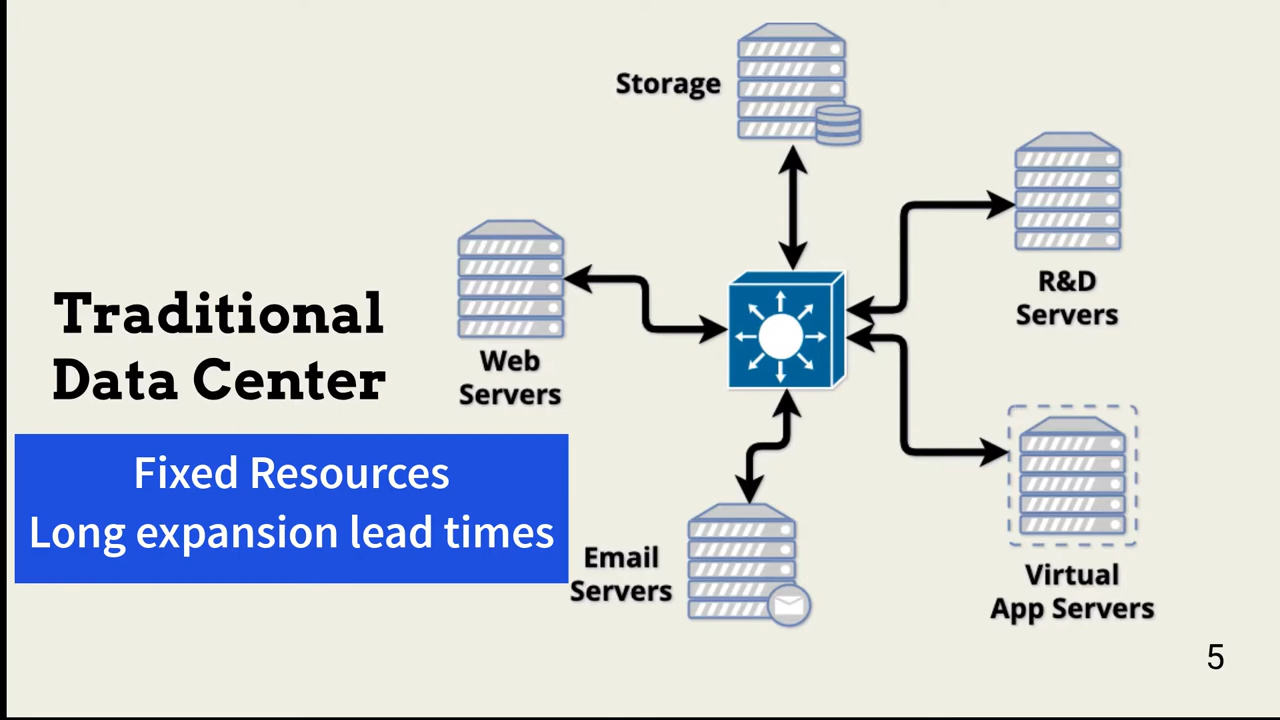 Traditional
Data Center
Fixed Resources
Long expansion lead times
Storage
Web
Servers
R&D
Servers
Email
Servers
Virtual
App Servers
5